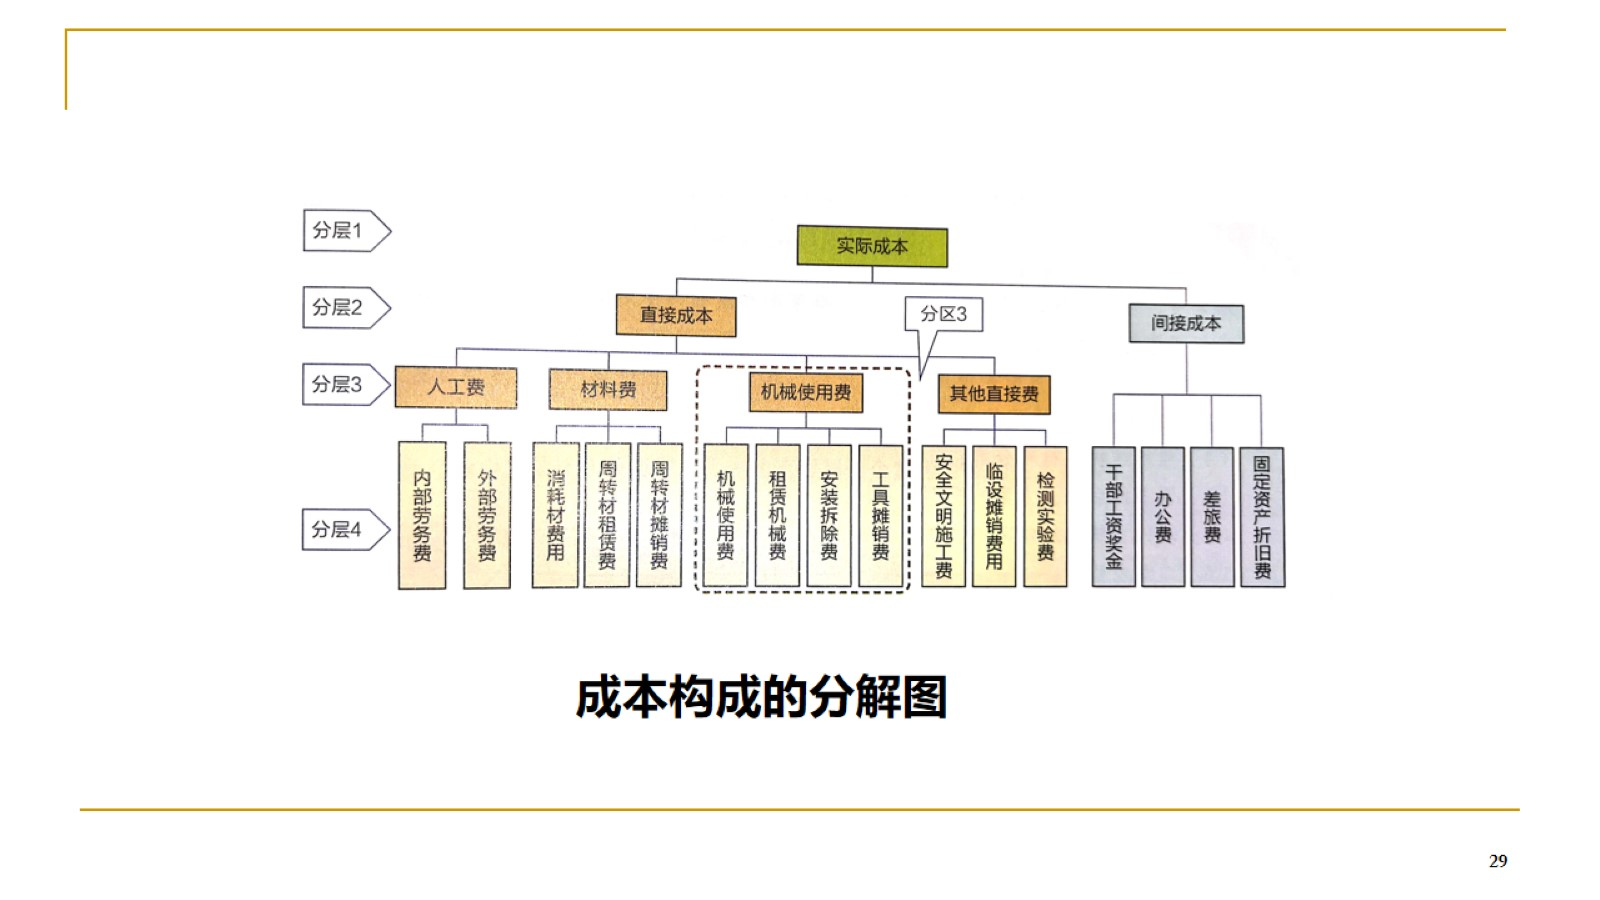 分层1
实际成本
分层2
直接成本
分区3
间接成本
分层3
人工费
材料费
机械使用费
其他直接费
分层4
内部劳务费
外部劳务费
消耗材费用
周转材租赁费
周转材摊销费
机械使用费
租赁机械费
安装拆除费
工具摊销费
安全文明施工费
临设摊销费用
检测实验费
干部工资奖金
办公费
差旅费
固定资产折旧费
成本构成的分解图
29